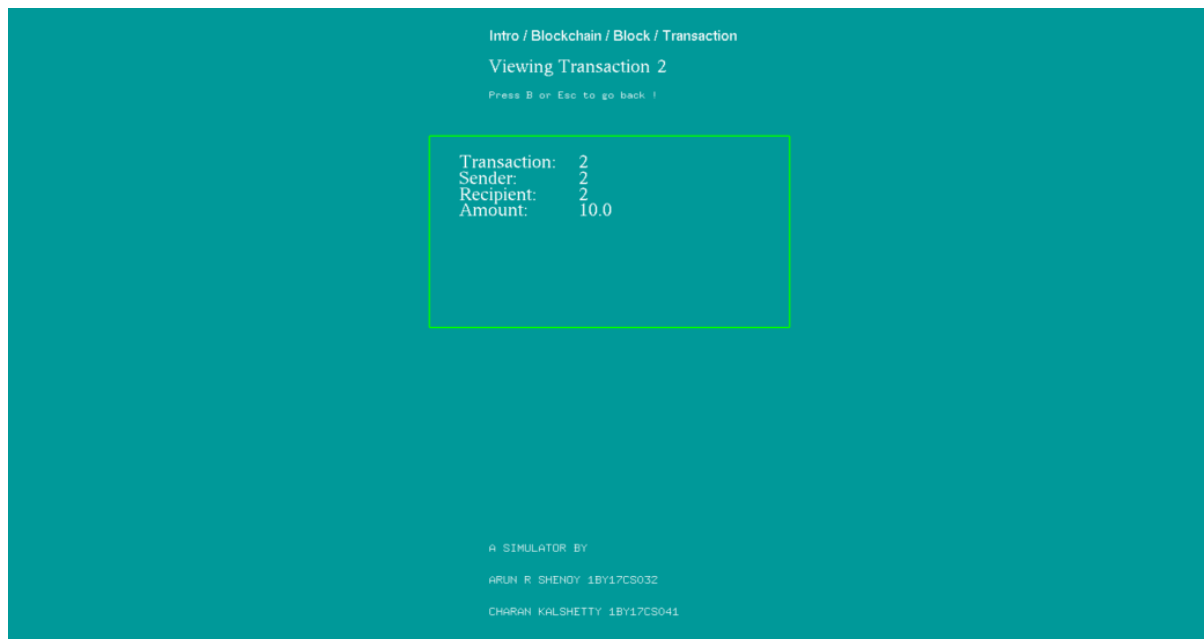 Intro / Blockchain / Block / Transaction
Viewing Transaction 2
Press B or Esc to go back !
Transaction: 2
Sender: 2
Recipient: 2
Amount: 10.0
A SIMULATOR BY
ARUN R SHENOY 1BY17CS032
CHARAN KALSHETTY 1BY17CS041